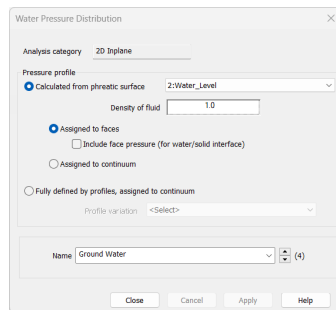 Water Pressure Distribution
Analysis category 2D Inplane
Pressure profile
Calculated from phreatic surface 2:Water_Level
Density of fluid 1.0
Assigned to faces
Include face pressure (for water/solid interface)
Assigned to continuum
Fully defined by profiles, assigned to continuum
Profile variation <Select>
Name Ground Water (4)
Close Cancel Apply Help